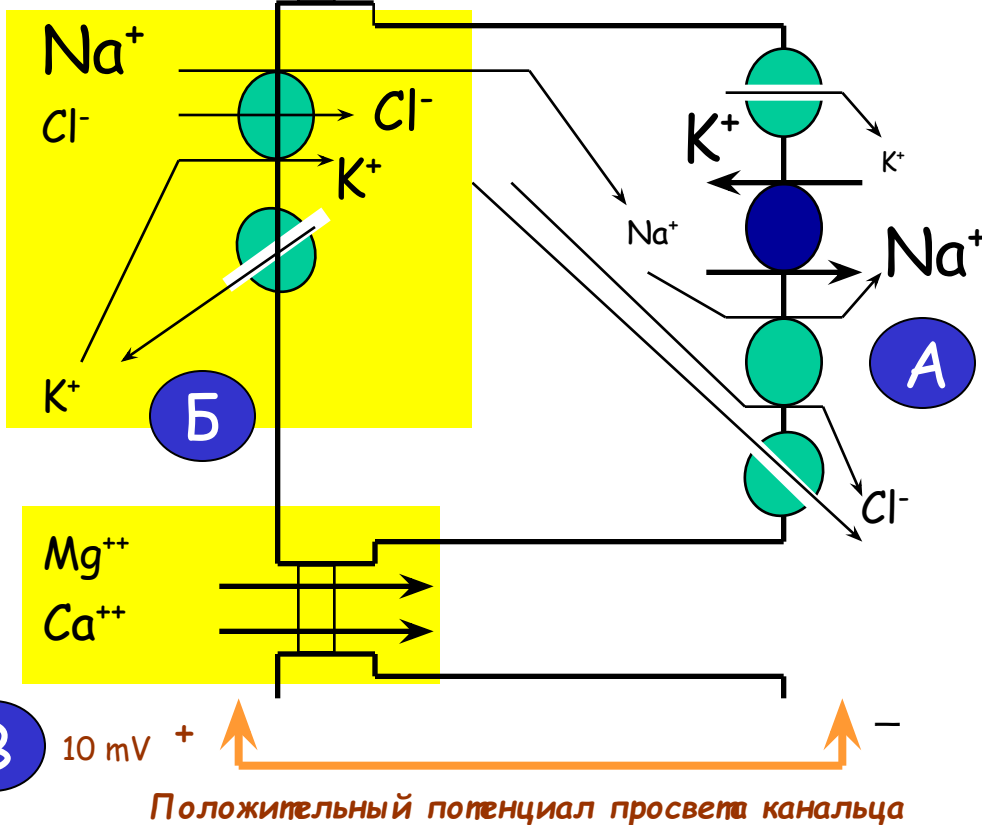 Na⁺
Cl⁻
Cl⁻
K⁺
K⁺
K⁺
K⁺
Na⁺
Na⁺
А
Б
Cl⁻
Mg⁺⁺
Ca⁺⁺
В
10 mV + –
Положительный потенциал просвета канальца